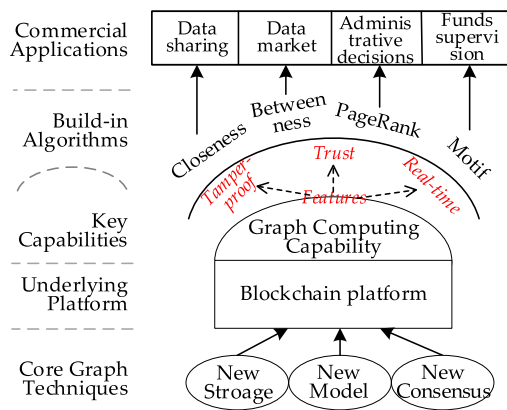 Commercial
Applications
Data
sharing
Data
market
Adminis
trative
decisions
Funds
supervi
sion
Build-in
Algorithms
Closeness
Between
ness
PageRank
Motif
Tamper-
proof
Trust
Real-time
Features
Key
Capabilities
Graph Computing
Capability
Underlying
Platform
Blockchain platform
Core Graph
Techniques
New
Stroage
New
Model
New
Consensus